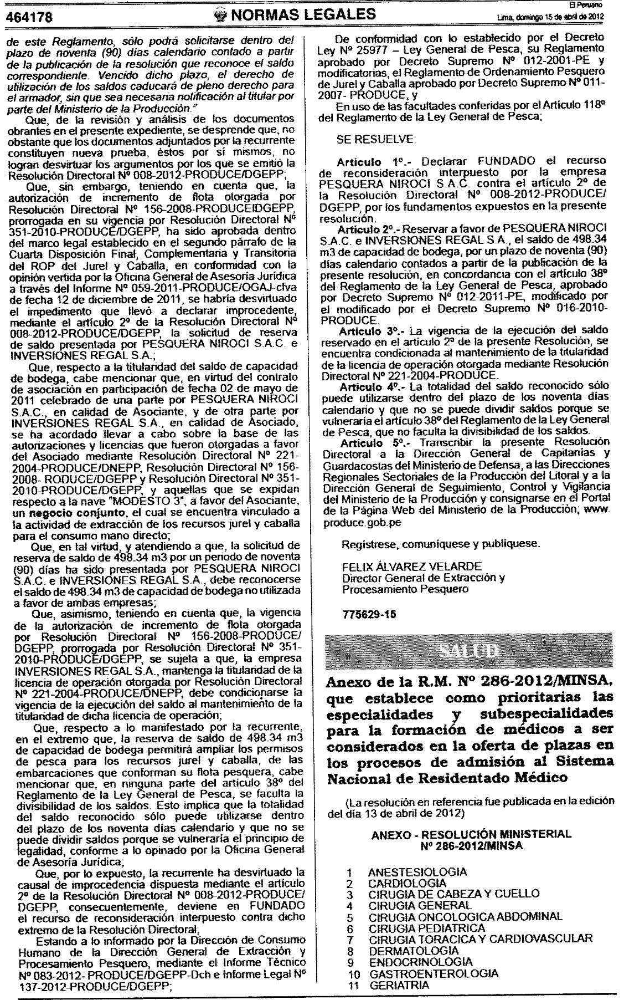 El Peruano
464178
NORMAS LEGALES
Lima, domingo 15 de abril de 2012
de este Reglamento, sólo podrá solicitarse dentro del
plazo de noventa (90) días calendario contado a partir
de la publicación de la resolución que reconoce el saldo
correspondiente. Vencido dicho plazo, el derecho de
utilización de los saldos caducará de pleno derecho para
el armador, sin que sea necesaria notificación al titular por
parte del Ministerio de la Producción."
Que, de la revisión y análisis de los documentos
obrantes en el presente expediente, se desprende que, no
obstante que los documentos adjuntados por la recurrente
constituyen nueva prueba, éstos por sí mismos, no
logran desvirtuar los argumentos por los que se emitió la
Resolución Directoral Nº 008-2012-PRODUCE/DGEPP;
Que, sin embargo, teniendo en cuenta que, la
autorización de incremento de flota otorgada por
Resolución Directoral Nº 156-2008-PRODUCEIDGEPP,
prorrogada en su vigencia por Resolución Directoral Nº
351-2010-PRODUCE/DGEPP, ha sido aprobada dentro
del marco legal establecido en el segundo párrafo de la
Cuarta Disposición Final, Complementaria y Transitoria
del ROP del Jurel y Caballa, en conformidad con la
opinión vertida por la Oficina General de Asesoría Jurídica
a través del Informe Nº 059-2011-PRODUCE/OGAJ-cfva
de fecha 12 de diciembre de 2011, se habría desvirtuado
el impedimento que llevó a declarar improcedente,
mediante el artículo 2º de la Resolución Directoral Nº
008-2012-PRODUCE/DGEPP, la solicitud de reserva
de saldo presentada por PESQUERA NIROCI S.A.C. e
INVERSIONES REGAL S.A.;
Que, respecto a la titularidad del saldo de capacidad
de bodega, cabe mencionar que, en virtud del contrato
de asociación en participación de fecha 02 de mayo de
2011 celebrado de una parte por PESQUERA NIROCI
S.A.C., en calidad de Asociante, y de otra parte por
INVERSIONES REGAL S.A., en calidad de Asociado,
se ha acordado llevar a cabo sobre la base de las
autorizaciones y licencias que fueron otorgadas a favor
del Asociado mediante Resolución Directoral Nº 221-
2004-PRODUCE/DNEPP, Resolución Directoral Nº 156-
2008- RODUCE/DGEPP y Resolución Directoral Nº 351-
2010-PRODUCE/DGEPP, y aquellas que se expidan
respecto a la nave "MODESTO 3", a favor del Asociante,
un negocio conjunto, el cual se encuentra vinculado a
la actividad de extracción de los recursos jurel y caballa
para el consumo mano directo;
Que, en tal virtud, y atendiendo a que, la solicitud de
reserva de saldo de 498.34 m3 por un periodo de noventa
(90) días ha sido presentada por PESQUERA NIROCI
S.A.C. e INVERSIONES REGAL S.A., debe reconocerse
el saldo de 498.34 m3 de capacidad de bodega no utilizada
a favor de ambas empresas;
Que, asimismo, teniendo en cuenta que, la vigencia
de la autorización de incremento de flota otorgada
por Resolución Directoral Nº 156-2008-PRODUCE/
DGEPP, prorrogada por Resolución Directoral Nº 351-
2010-PRODUCE/DGEPP, se sujeta a que, la empresa
INVERSIONES REGAL S.A., mantenga la titularidad de la
licencia de operación otorgada por Resolución Directoral
Nº 221-2004-PRODUCE/DNEPP, debe condicionarse la
vigencia de la ejecución del saldo al mantenimiento de la
titularidad de dicha licencia de operación;
Que, respecto a lo manifestado por la recurrente,
en el extremo que, la reserva de saldo de 498.34 m3
de capacidad de bodega permitirá ampliar los permisos
de pesca para los recursos jurel y caballa, de las
embarcaciones que conforman su flota pesquera, cabe
mencionar que, en ninguna parte del artículo 38º del
Reglamento de la Ley General de Pesca, se faculta la
divisibilidad de los saldos. Esto implica que la totalidad
del saldo reconocido sólo puede utilizarse dentro
del plazo de los noventa días calendario y que no se
puede dividir saldos porque se vulneraría el principio de
legalidad, conforme a lo opinado por la Oficina General
de Asesoría Jurídica;
Que, por lo expuesto, la recurrente ha desvirtuado la
causal de improcedencia dispuesta mediante el artículo
2º de la Resolución Directoral Nº 008-2012-PRODUCE/
DGEPP, consecuentemente, deviene en FUNDADO
el recurso de reconsideración interpuesto contra dicho
extremo de la Resolución Directoral;
Estando a lo informado por la Dirección de Consumo
Humano de la Dirección General de Extracción y
Procesamiento Pesquero, mediante el Informe Técnico
Nº 083-2012- PRODUCE/DGEPP-Dch e Informe Legal Nº
137-2012-PRODUCE/DGEPP;
De conformidad con lo establecido por el Decreto
Ley Nº 25977 – Ley General de Pesca, su Reglamento
aprobado por Decreto Supremo Nº 012-2001-PE y
modificatorias, el Reglamento de Ordenamiento Pesquero
de Jurel y Caballa aprobado por Decreto Supremo Nº 011-
2007- PRODUCE, y
En uso de las facultades conferidas por el Artículo 118º
del Reglamento de la Ley General de Pesca;
SE RESUELVE:
Artículo 1º.- Declarar FUNDADO el recurso
de reconsideración interpuesto por la empresa
PESQUERA NIROCI S.A.C. contra el artículo 2º de
la Resolución Directoral Nº 008-2012-PRODUCE/
DGEPP, por los fundamentos expuestos en la presente
resolución.
Artículo 2º.- Reservar a favor de PESQUERA NIROCI
S.A.C. e INVERSIONES REGAL S.A., el saldo de 498.34
m3 de capacidad de bodega, por un plazo de noventa (90)
días calendario contados a partir de la publicación de la
presente resolución, en concordancia con el artículo 38º
del Reglamento de la Ley General de Pesca, aprobado
por Decreto Supremo Nº 012-2011-PE, modificado por
el modificado por el Decreto Supremo Nº 016-2010-
PRODUCE.
Artículo 3º.- La vigencia de la ejecución del saldo
reservado en el artículo 2º de la presente Resolución, se
encuentra condicionada al mantenimiento de la titularidad
de la licencia de operación otorgada mediante Resolución
Directoral Nº 221-2004-PRODUCE.
Artículo 4º.- La totalidad del saldo reconocido sólo
puede utilizarse dentro del plazo de los noventa días
calendario y que no se puede dividir saldos porque se
vulneraría el artículo 38º del Reglamento de la Ley General
de Pesca, que no faculta la divisibilidad de los saldos.
Artículo 5º.- Transcribir la presente Resolución
Directoral a la Dirección General de Capitanías y
Guardacostas del Ministerio de Defensa, a las Direcciones
Regionales Sectoriales de la Producción del Litoral y a la
Dirección General de Seguimiento, Control y Vigilancia
del Ministerio de la Producción y consignarse en el Portal
de la Página Web del Ministerio de la Producción; www.
produce.gob.pe
Regístrese, comuníquese y publíquese.
FELIX ÁLVAREZ VELARDE
Director General de Extracción y
Procesamiento Pesquero
775629-15
SALUD
Anexo de la R.M. Nº 286-2012/MINSA,
que establece como prioritarias las
especialidades y subespecialidades
para la formación de médicos a ser
considerados en la oferta de plazas en
los procesos de admisión al Sistema
Nacional de Residentado Médico
(La resolución en referencia fue publicada en la edición
del día 13 de abril de 2012)
ANEXO - RESOLUCIÓN MINISTERIAL
Nº 286-2012/MINSA
1 ANESTESIOLOGIA
2 CARDIOLOGIA
3 CIRUGIA DE CABEZA Y CUELLO
4 CIRUGIA GENERAL
5 CIRUGIA ONCOLOGICA ABDOMINAL
6 CIRUGIA PEDIATRICA
7 CIRUGIA TORACICA Y CARDIOVASCULAR
8 DERMATOLOGIA
9 ENDOCRINOLOGIA
10 GASTROENTEROLOGIA
11 GERIATRIA